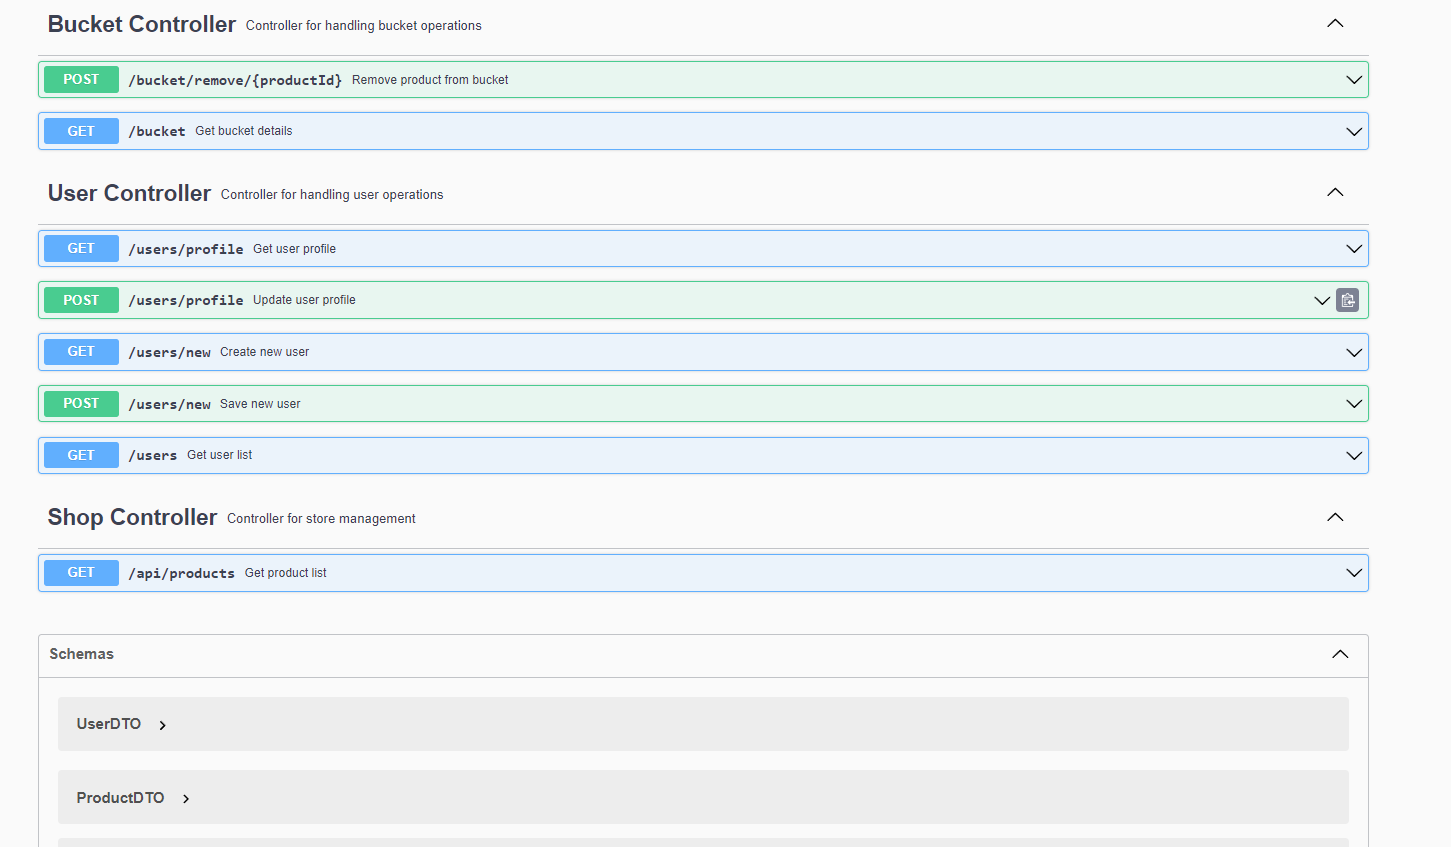 Bucket Controller Controller for handling bucket operations
POST /bucket/remove/{productId} Remove product from bucket
GET /bucket Get bucket details
User Controller Controller for handling user operations
GET /users/profile Get user profile
POST /users/profile Update user profile
GET /users/new Create new user
POST /users/new Save new user
GET /users Get user list
Shop Controller Controller for store management
GET /api/products Get product list
Schemas
UserDTO
ProductDTO